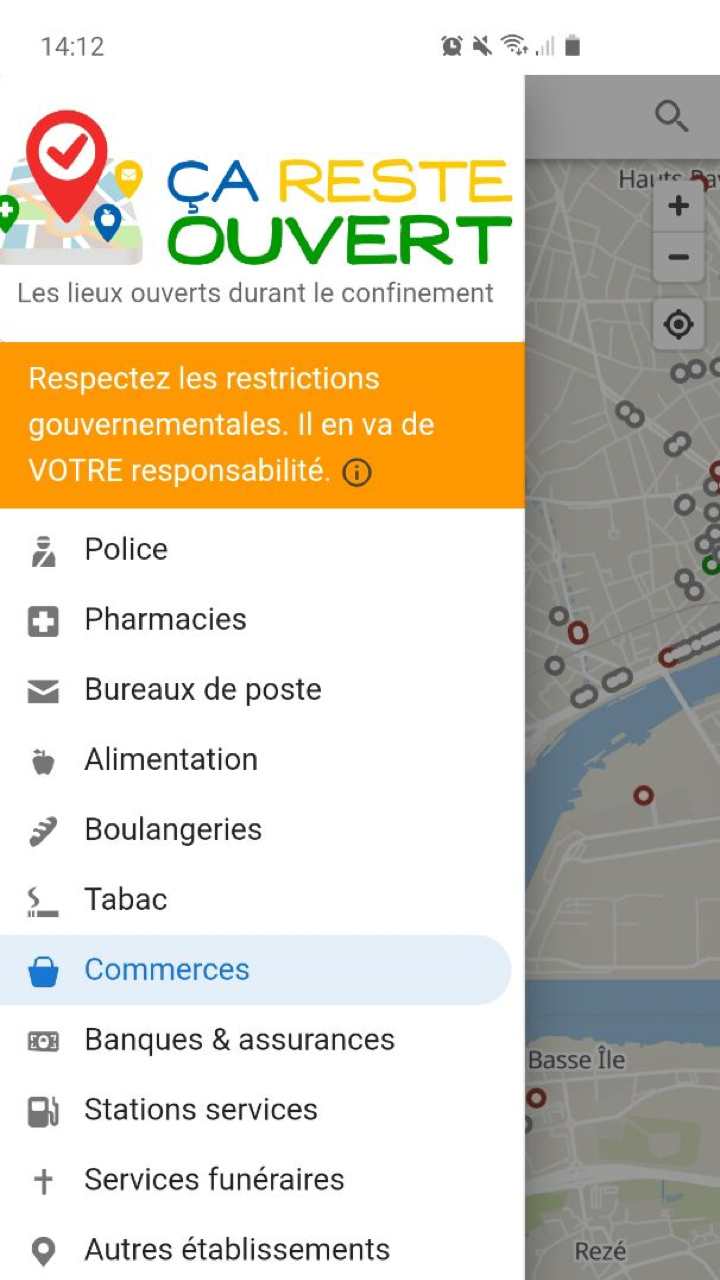 14:12
ÇA RESTE
OUVERT
Les lieux ouverts durant le confinement
Respectez les restrictions
gouvernementales. Il en va de
VOTRE responsabilité.
Police
Pharmacies
Bureaux de poste
Alimentation
Boulangeries
Tabac
Commerces
Banques & assurances
Stations services
Services funéraires
Autres établissements
Hauts
Basse Île
Rezé